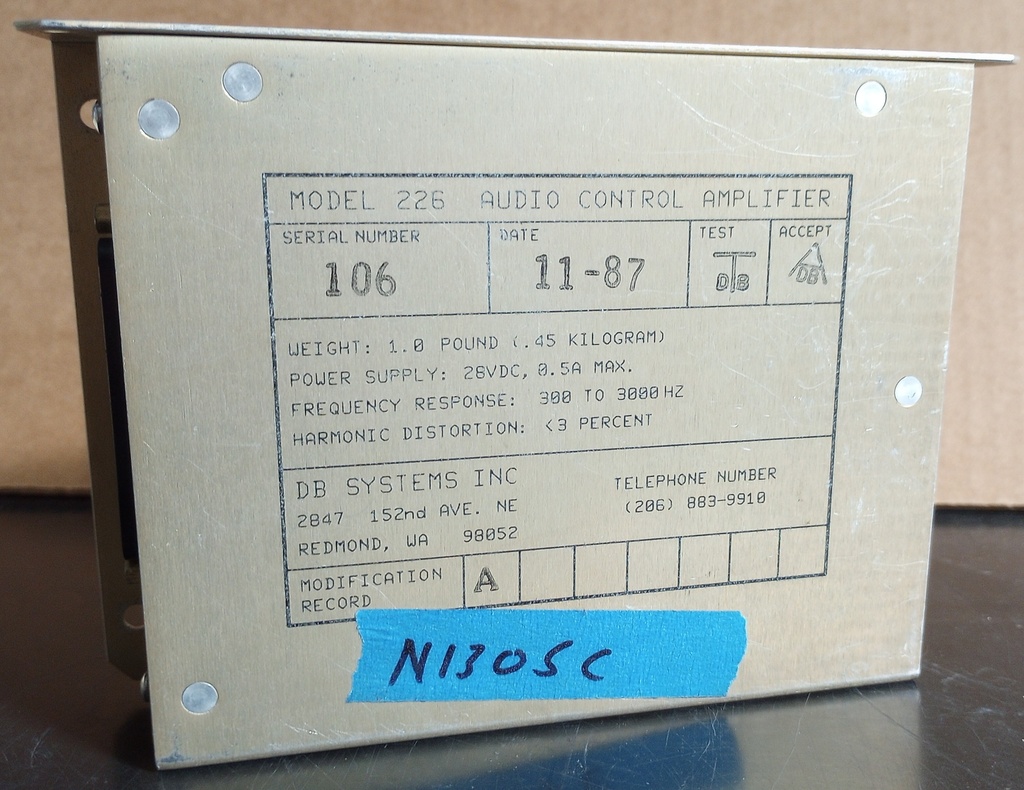 MODEL 226 AUDIO CONTROL AMPLIFIER
SERIAL NUMBER DATE TEST ACCEPT
106 11-87 DTB DB
WEIGHT: 1.0 POUND (.45 KILOGRAM)
POWER SUPPLY: 28VDC, 0.5A MAX.
FREQUENCY RESPONSE: 300 TO 3000 HZ
HARMONIC DISTORTION: <3 PERCENT
DB SYSTEMS INC
2847 152nd AVE. NE
REDMOND, WA 98052
TELEPHONE NUMBER
(206) 883-9910
MODIFICATION
RECORD
A
N1305C